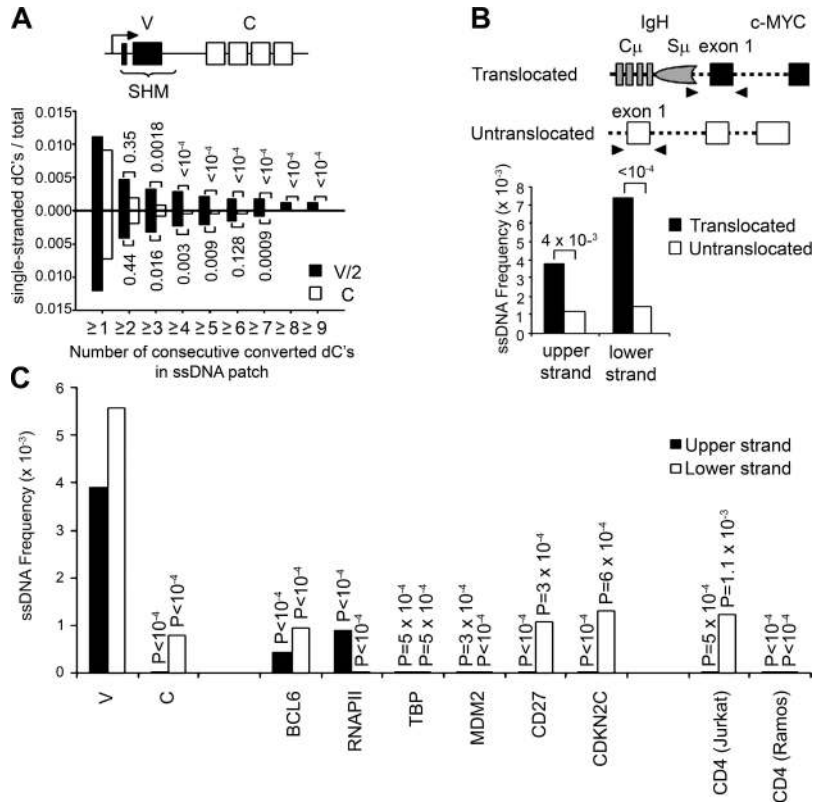 A
V
C
SHM
single-stranded dC's / total
0.015
0.010
0.005
0.000
0.005
0.010
0.015
0.35
0.0018
<10⁻⁴
<10⁻⁴
<10⁻⁴
<10⁻⁴
<10⁻⁴
<10⁻⁴
0.44
0.016
0.003
0.009
0.128
0.0009
V/2
C
≥ 1
≥ 2
≥ 3
≥ 4
≥ 5
≥ 6
≥ 7
≥ 8
≥ 9
Number of consecutive converted dC's
in ssDNA patch
B
IgH
c-MYC
Cμ
Sμ
exon 1
Translocated
exon 1
Untranslocated
ssDNA Frequency (x 10⁻³)
8
7
6
5
4
3
2
1
0
4 x 10⁻³
<10⁻⁴
Translocated
Untranslocated
upper
strand
lower
strand
C
ssDNA Frequency (x 10⁻³)
6
5
4
3
2
1
0
Upper strand
Lower strand
P<10⁻⁴
P<10⁻⁴
P<10⁻⁴
P<10⁻⁴
P<10⁻⁴
P<10⁻⁴
P=5 x 10⁻⁴
P=5 x 10⁻⁴
P=3 x 10⁻⁴
P<10⁻⁴
P<10⁻⁴
P=3 x 10⁻⁴
P<10⁻⁴
P=6 x 10⁻⁴
P=5 x 10⁻⁴
P=1.1 x 10⁻³
P<10⁻⁴
P<10⁻⁴
V
C
BCL6
RNAPII
TBP
MDM2
CD27
CDKN2C
CD4 (Jurkat)
CD4 (Ramos)